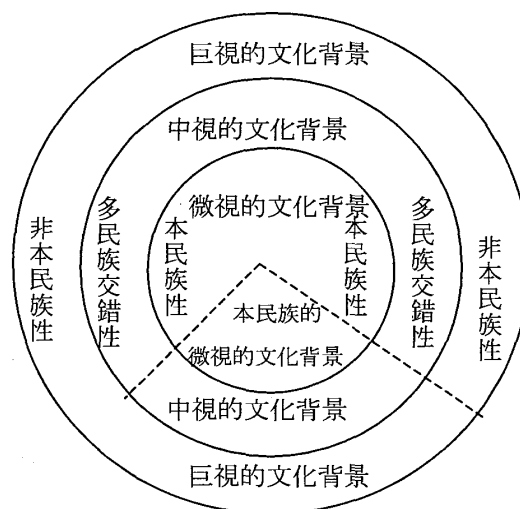 巨視的文化背景
中視的文化背景
微視的文化背景
非本民族性
多民族交錯性
本民族性
本民族性
多民族交錯性
非本民族性
本民族的
微視的文化背景
中視的文化背景
巨視的文化背景